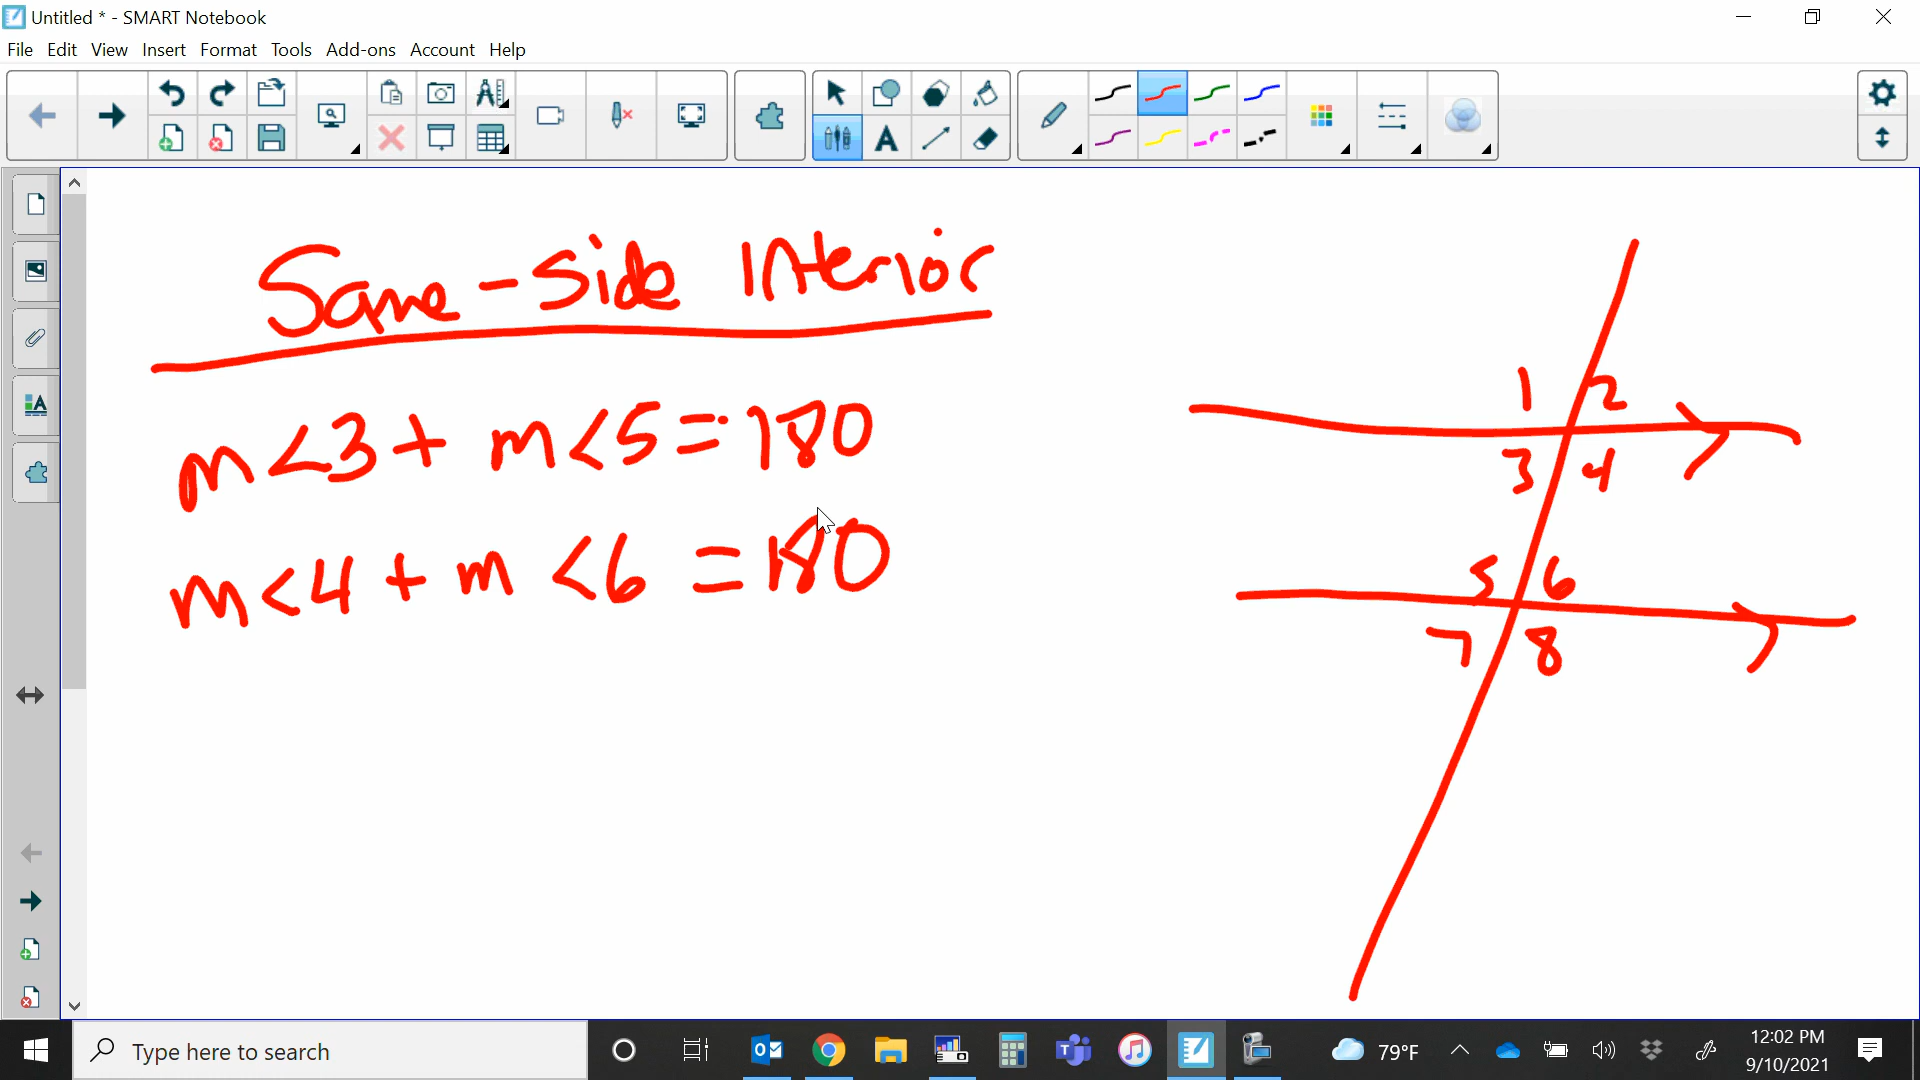 Untitled * - SMART Notebook
File Edit View Insert Format Tools Add-ons Account Help
Same-Side Interior
m<3 + m<5 = 180
m<4 + m<6 = 180
1 2
3 4
5 6
7 8
Type here to search
79°F
12:02 PM
9/10/2021